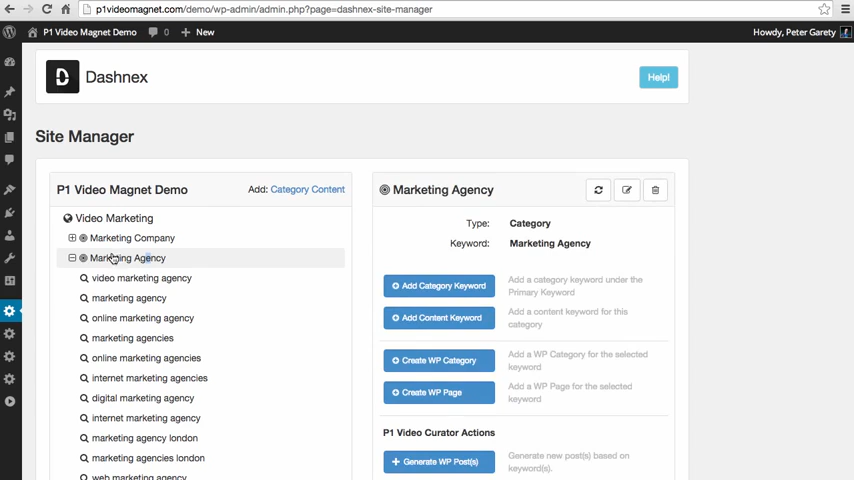 p1videomagnet.com/demo/wp-admin/admin.php?page=dashnex-site-manager
P1 Video Magnet Demo 0 + New Howdy, Peter Garety
D Dashnex Help!
Site Manager
P1 Video Magnet Demo Add: Category Content
Video Marketing
Marketing Company
Marketing Agency
video marketing agency
marketing agency
online marketing agency
marketing agencies
online marketing agencies
internet marketing agencies
digital marketing agency
internet marketing agency
marketing agency london
marketing agencies london
web marketing agency
Marketing Agency
Type: Category
Keyword: Marketing Agency
Add Category Keyword Add a category keyword under the
Primary Keyword
Add Content Keyword Add a content keyword for this
category
Create WP Category Add a WP Category for the selected
keyword
Create WP Page Add a WP Page for the selected
keyword
P1 Video Curator Actions
+ Generate WP Post(s) Generate new post(s) based on
keyword(s).